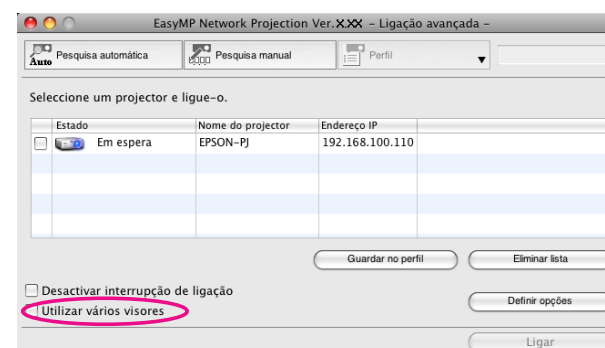 EasyMP Network Projection Ver.X.XX – Ligação avançada –
Auto Pesquisa automática Pesquisa manual Perfil
Seleccione um projector e ligue-o.
Estado Nome do projector Endereço IP
Em espera EPSON-PJ 192.168.100.110
Guardar no perfil Eliminar lista
Desactivar interrupção de ligação
Definir opções
Utilizar vários visores
Ligar